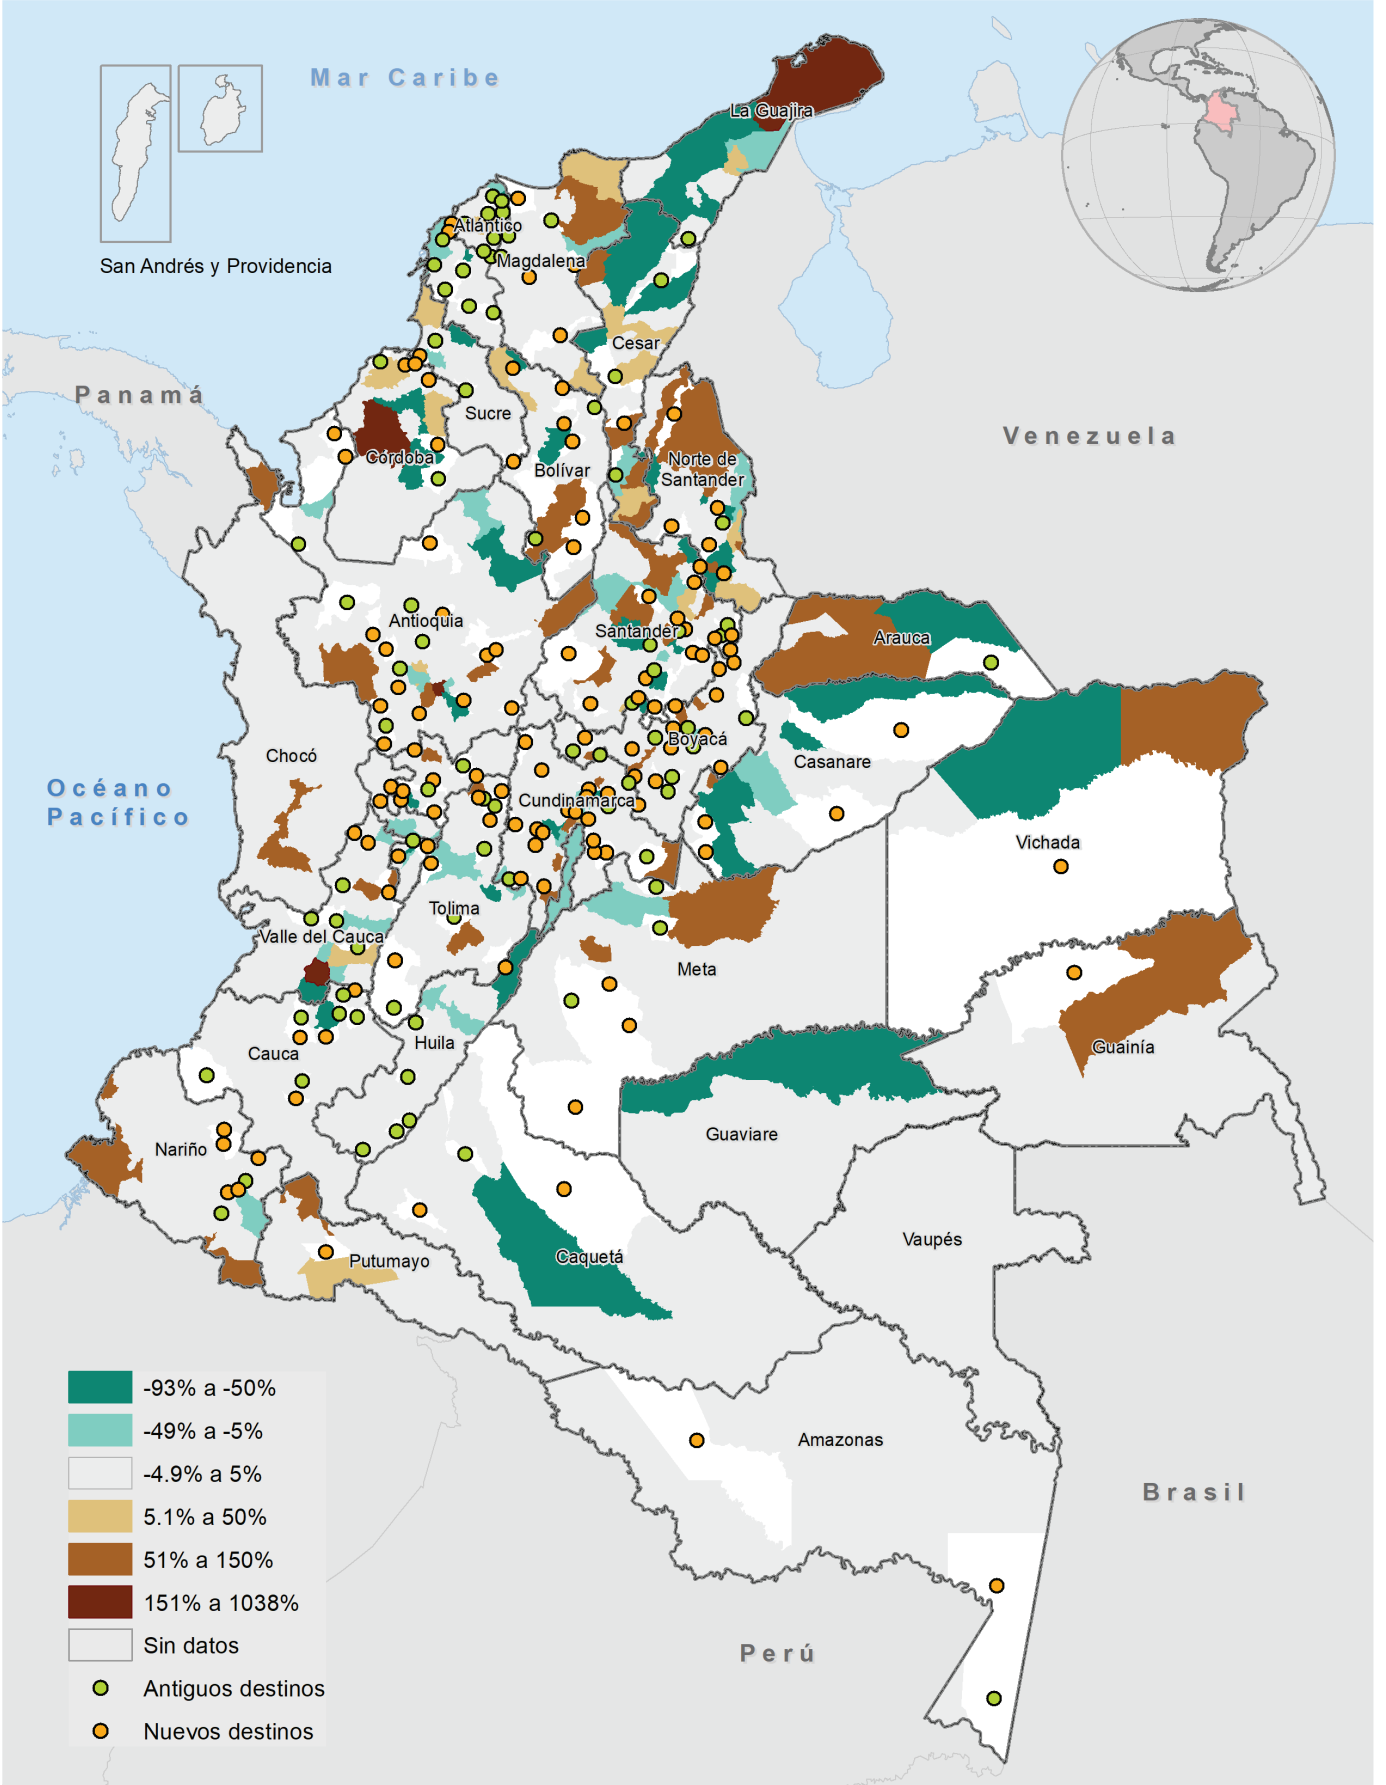 Mar Caribe
La Guajira
Atlántico
Magdalena
San Andrés y Providencia
Cesar
Panamá
Sucre
Venezuela
Córdoba
Bolívar
Norte de
Santander
Antioquia
Santander
Arauca
Chocó
Boyacá
Casanare
Océano
Pacífico
Cundinamarca
Vichada
Tolima
Valle del Cauca
Meta
Huila
Cauca
Guainía
Guaviare
Nariño
Vaupés
Caquetá
Putumayo
-93% a -50%
-49% a -5%
-4.9% a 5%
5.1% a 50%
51% a 150%
151% a 1038%
Sin datos
Antiguos destinos
Nuevos destinos
Amazonas
Brasil
Perú